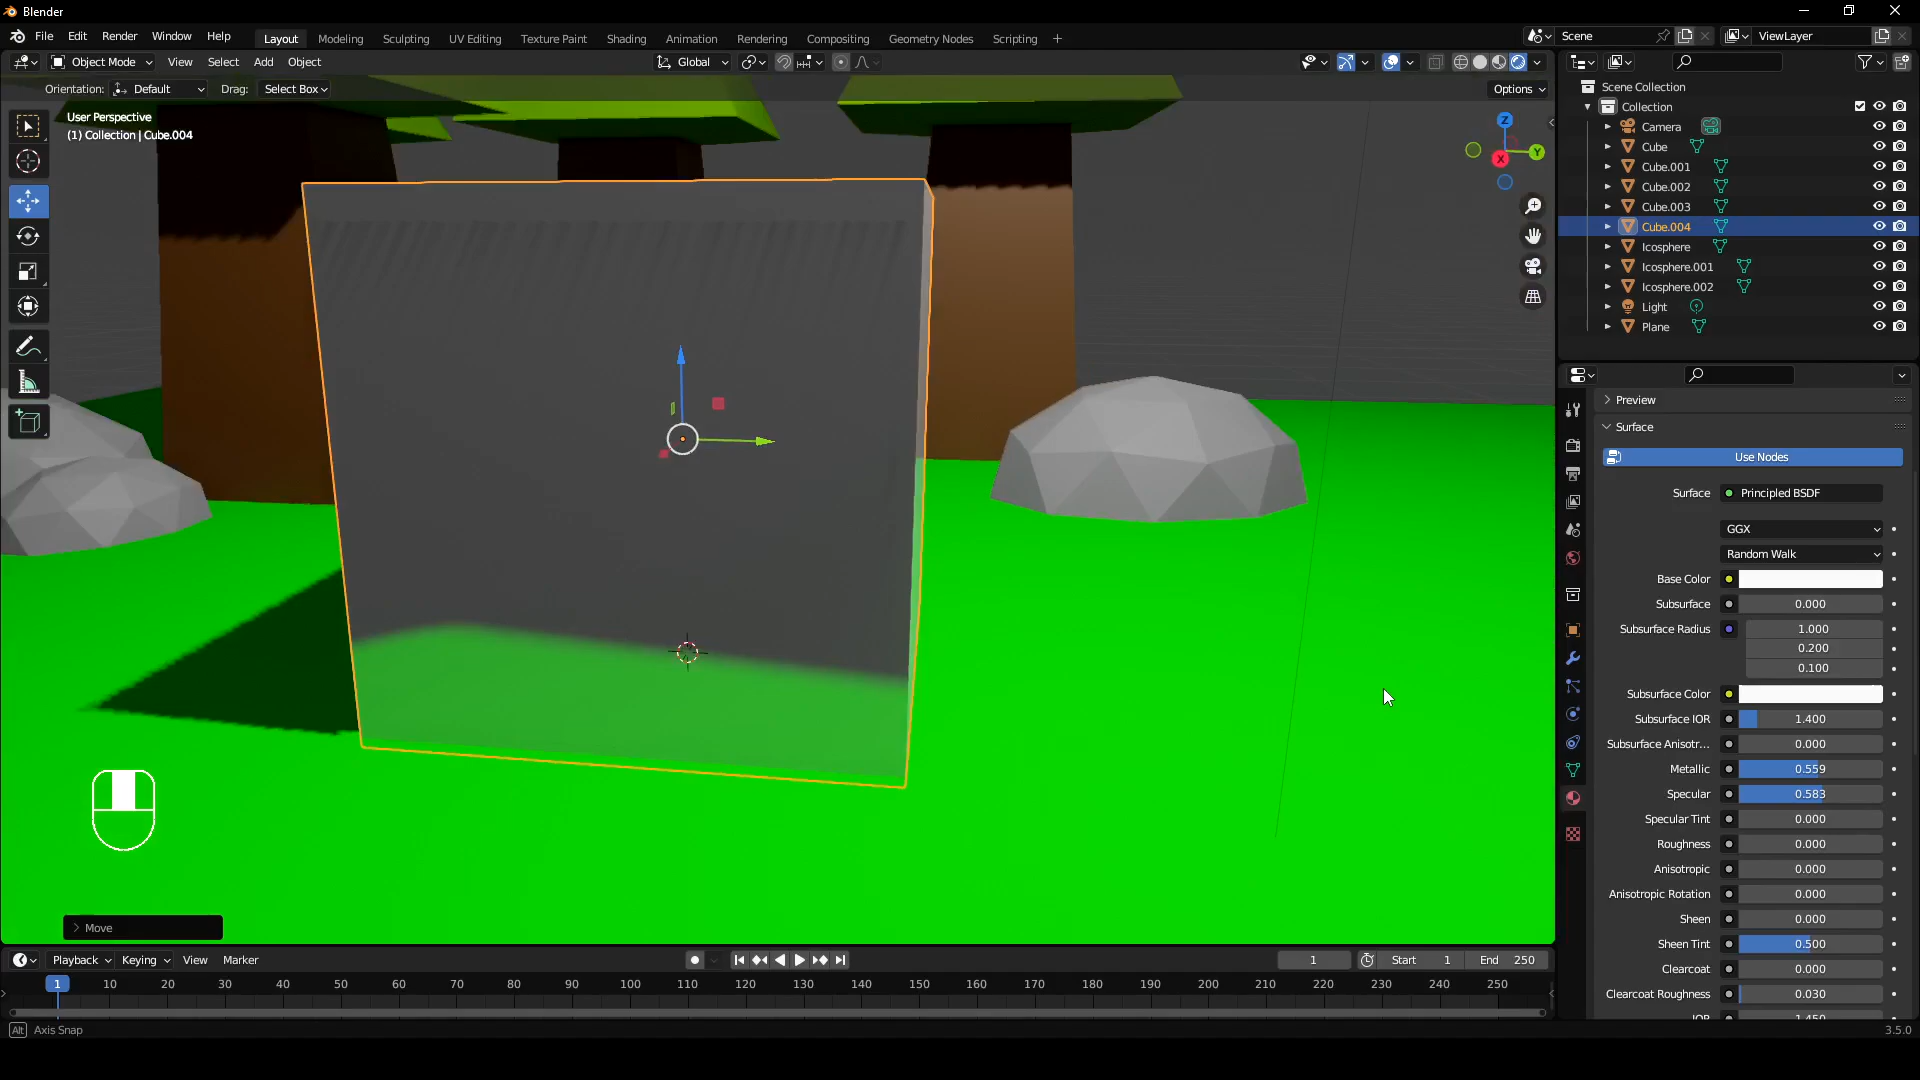 Blender
File Edit Render Window Help Layout Modeling Sculpting UV Editing Texture Paint Shading Animation Rendering Compositing Geometry Nodes Scripting + Scene ViewLayer
Object Mode View Select Add Object Global
Orientation: Default Drag: Select Box Options
User Perspective
(1) Collection | Cube.004
Z
Y
X
Scene Collection
Collection
Camera
Cube
Cube.001
Cube.002
Cube.003
Cube.004
Icosphere
Icosphere.001
Icosphere.002
Light
Plane
Preview
Surface
Use Nodes
Surface Principled BSDF
GGX
Random Walk
Base Color
Subsurface 0.000
Subsurface Radius 1.000
0.200
0.100
Subsurface Color
Subsurface IOR 1.400
Subsurface Anisotr... 0.000
Metallic 0.559
Specular 0.583
Specular Tint 0.000
Roughness 0.000
Anisotropic 0.000
Anisotropic Rotation 0.000
Sheen 0.000
Sheen Tint 0.500
Clearcoat 0.000
Clearcoat Roughness 0.030
IOR 1.450
Move
Playback Keying View Marker 1 Start 1 End 250
1 10 20 30 40 50 60 70 80 90 100 110 120 130 140 150 160 170 180 190 200 210 220 230 240 250
Alt Axis Snap 3.5.0